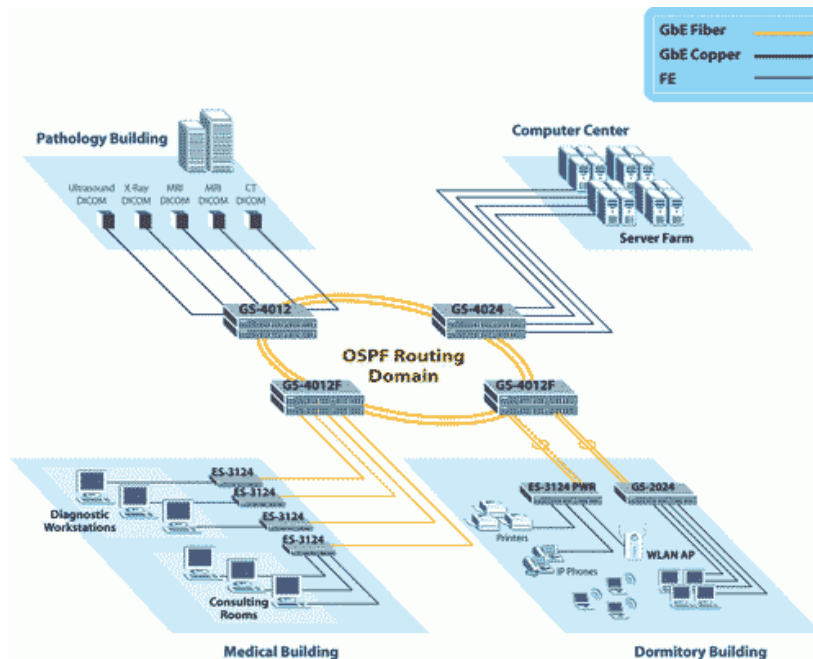 GbE Fiber
GbE Copper
FE
Pathology Building
Computer Center
Ultrasound DICOM
X-Ray DICOM
MRI DICOM
MRI DICOM
CT DICOM
Server Farm
GS-4012
GS-4024
OSPF Routing
Domain
GS-4012F
GS-4012F
ES-3124
ES-3124
ES-3124
ES-3124
Diagnostic
Workstations
Consulting
Rooms
Medical Building
ES-3124 PWR
GS-2024
Printers
IP Phones
WLAN AP
Dormitory Building